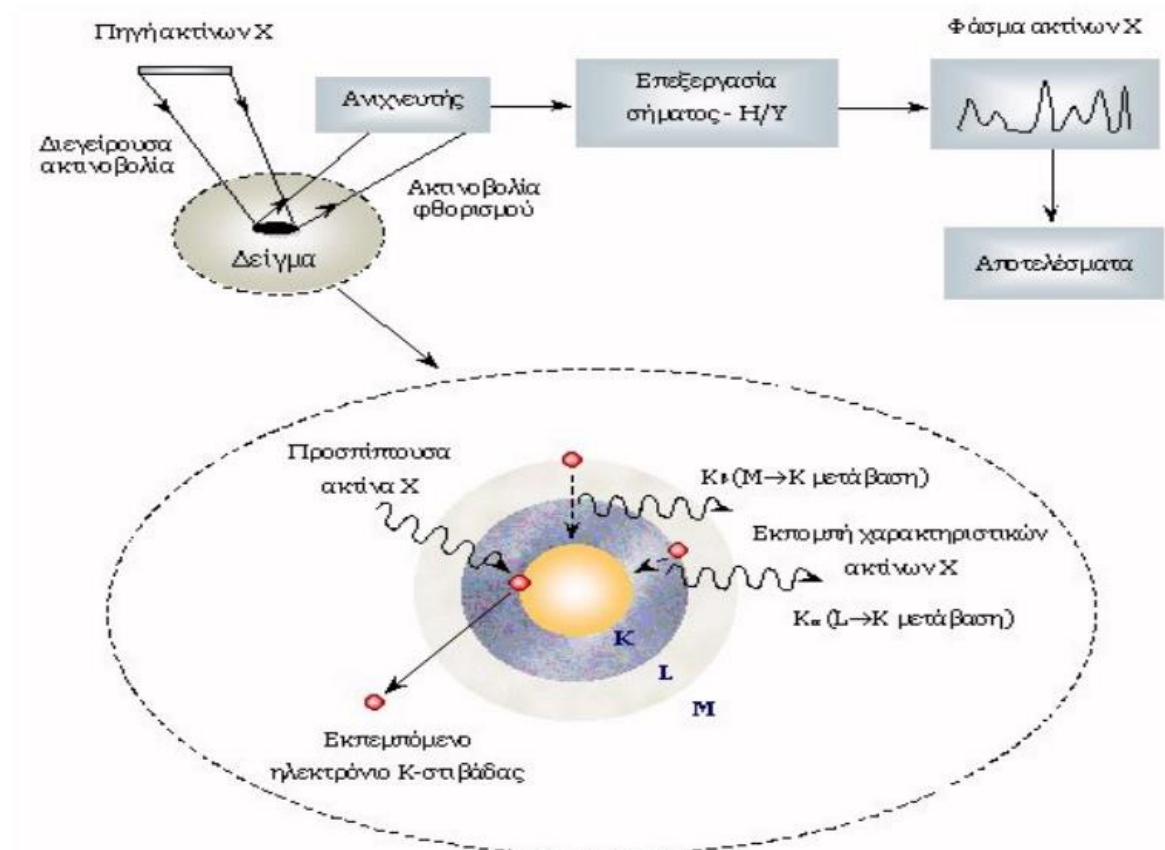 Πηγή ακτίνων Χ
Φάσμα ακτίνων Χ
Ανιχνευτής
Επεξεργασία
σήματος - Η/Υ
Διεγείρουσα
ακτινοβολία
Ακτινοβολία
φθορισμού
Δείγμα
Αποτελέσματα
Προσπίπτουσα
ακτίνα Χ
Κβ (Μ→Κ μετάβαση)
Εκπομπή χαρακτηριστικών
ακτίνων Χ
Κα (L→Κ μετάβαση)
K
L
M
Εκπεμπόμενο
ηλεκτρόνιο Κ-στιβάδας